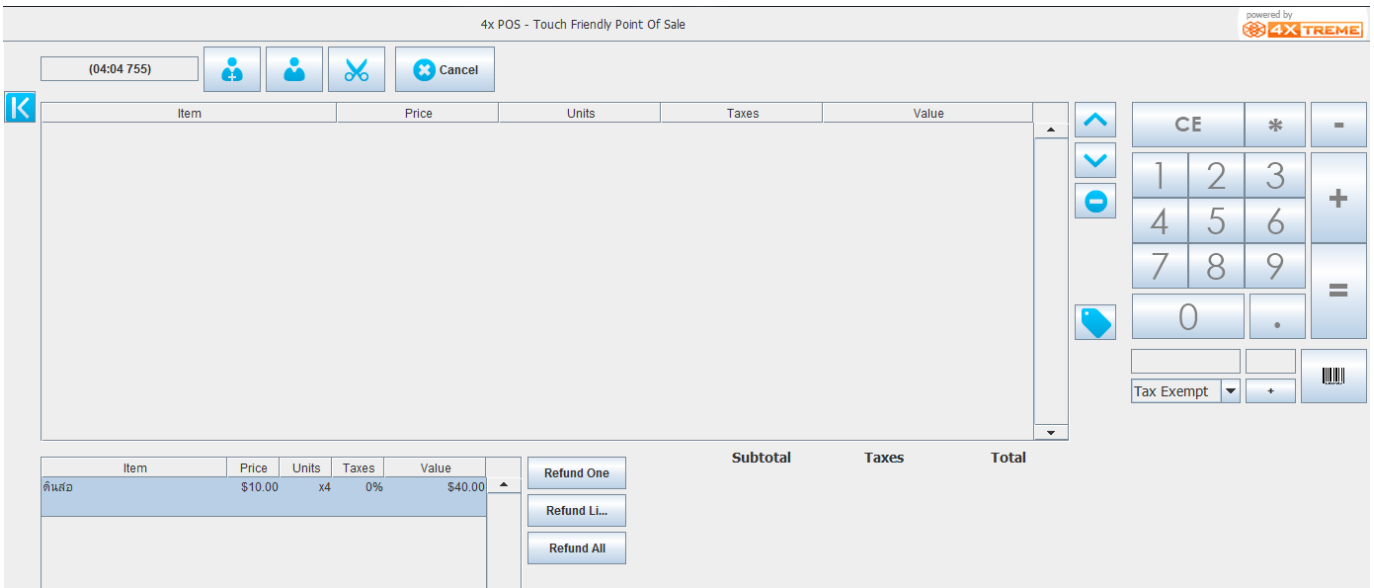 4x POS - Touch Friendly Point Of Sale
powered by
4X TREME
(04:04 755)
Cancel
Item Price Units Taxes Value
CE * -
1 2 3 +
4 5 6
7 8 9 =
0 .
Tax Exempt +
Subtotal Taxes Total
Item Price Units Taxes Value
ดินสอ $10.00 x4 0% $40.00
Refund One
Refund Li...
Refund All